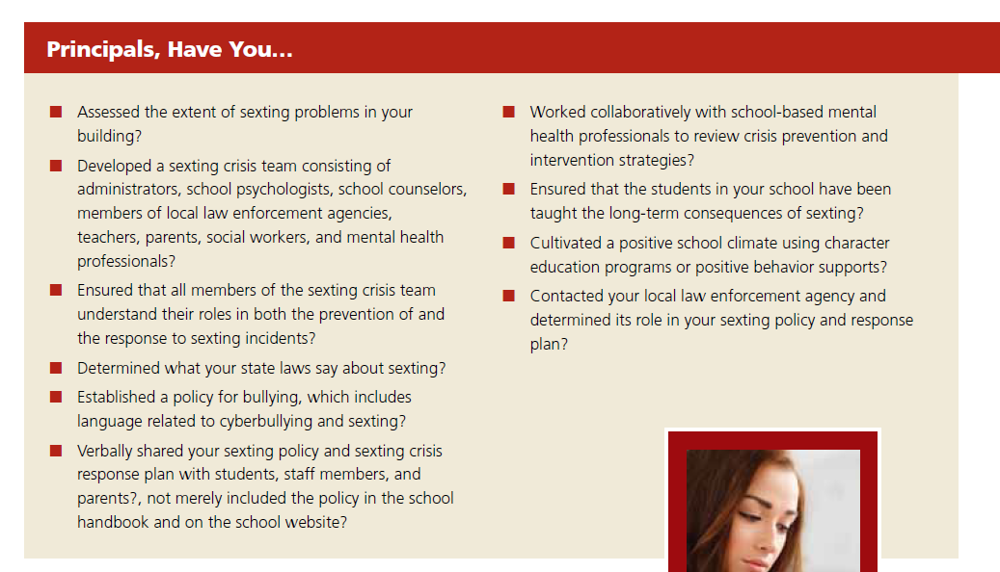 Principals, Have You...
Assessed the extent of sexting problems in your
building?
Developed a sexting crisis team consisting of
administrators, school psychologists, school counselors,
members of local law enforcement agencies,
teachers, parents, social workers, and mental health
professionals?
Ensured that all members of the sexting crisis team
understand their roles in both the prevention of and
the response to sexting incidents?
Determined what your state laws say about sexting?
Established a policy for bullying, which includes
language related to cyberbullying and sexting?
Verbally shared your sexting policy and sexting crisis
response plan with students, staff members, and
parents?, not merely included the policy in the school
handbook and on the school website?
Worked collaboratively with school-based mental
health professionals to review crisis prevention and
intervention strategies?
Ensured that the students in your school have been
taught the long-term consequences of sexting?
Cultivated a positive school climate using character
education programs or positive behavior supports?
Contacted your local law enforcement agency and
determined its role in your sexting policy and response
plan?